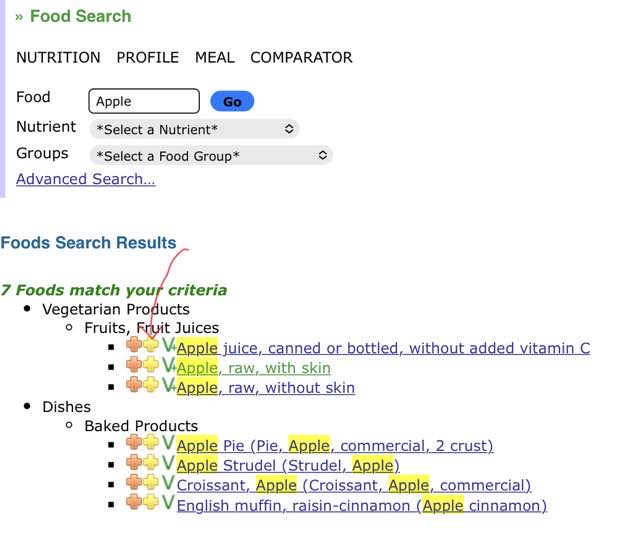 » Food Search
NUTRITION PROFILE MEAL COMPARATOR
Food Apple Go
Nutrient *Select a Nutrient*
Groups *Select a Food Group*
Advanced Search...
Foods Search Results
7 Foods match your criteria
Vegetarian Products
Fruits, Fruit Juices
Apple juice, canned or bottled, without added vitamin C
Apple, raw, with skin
Apple, raw, without skin
Dishes
Baked Products
Apple Pie (Pie, Apple, commercial, 2 crust)
Apple Strudel (Strudel, Apple)
Croissant, Apple (Croissant, Apple, commercial)
English muffin, raisin-cinnamon (Apple cinnamon)